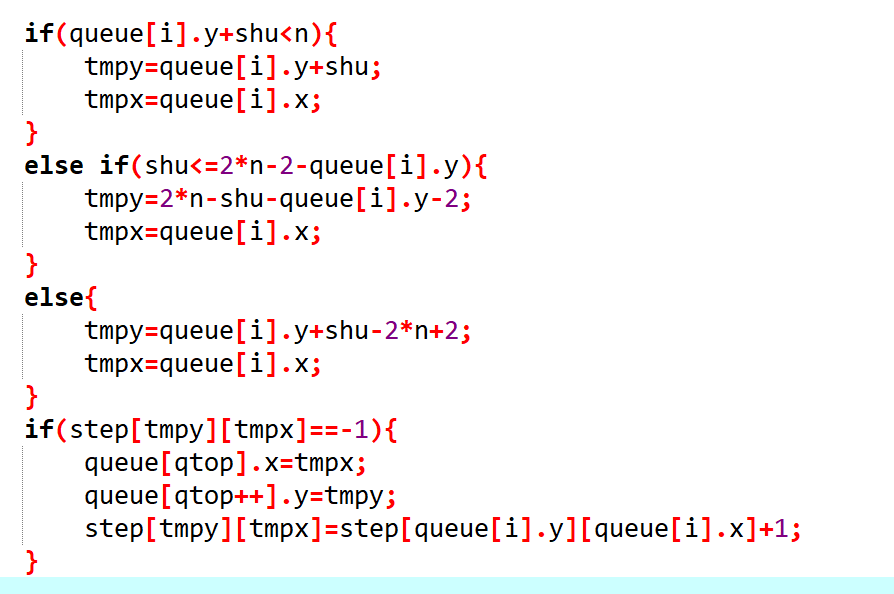 if(queue[i].y+shu<n){
    tmpy=queue[i].y+shu;
    tmpx=queue[i].x;
}
else if(shu<=2*n-2-queue[i].y){
    tmpy=2*n-shu-queue[i].y-2;
    tmpx=queue[i].x;
}
else{
    tmpy=queue[i].y+shu-2*n+2;
    tmpx=queue[i].x;
}
if(step[tmpy][tmpx]==-1){
    queue[qtop].x=tmpx;
    queue[qtop++].y=tmpy;
    step[tmpy][tmpx]=step[queue[i].y][queue[i].x]+1;
}